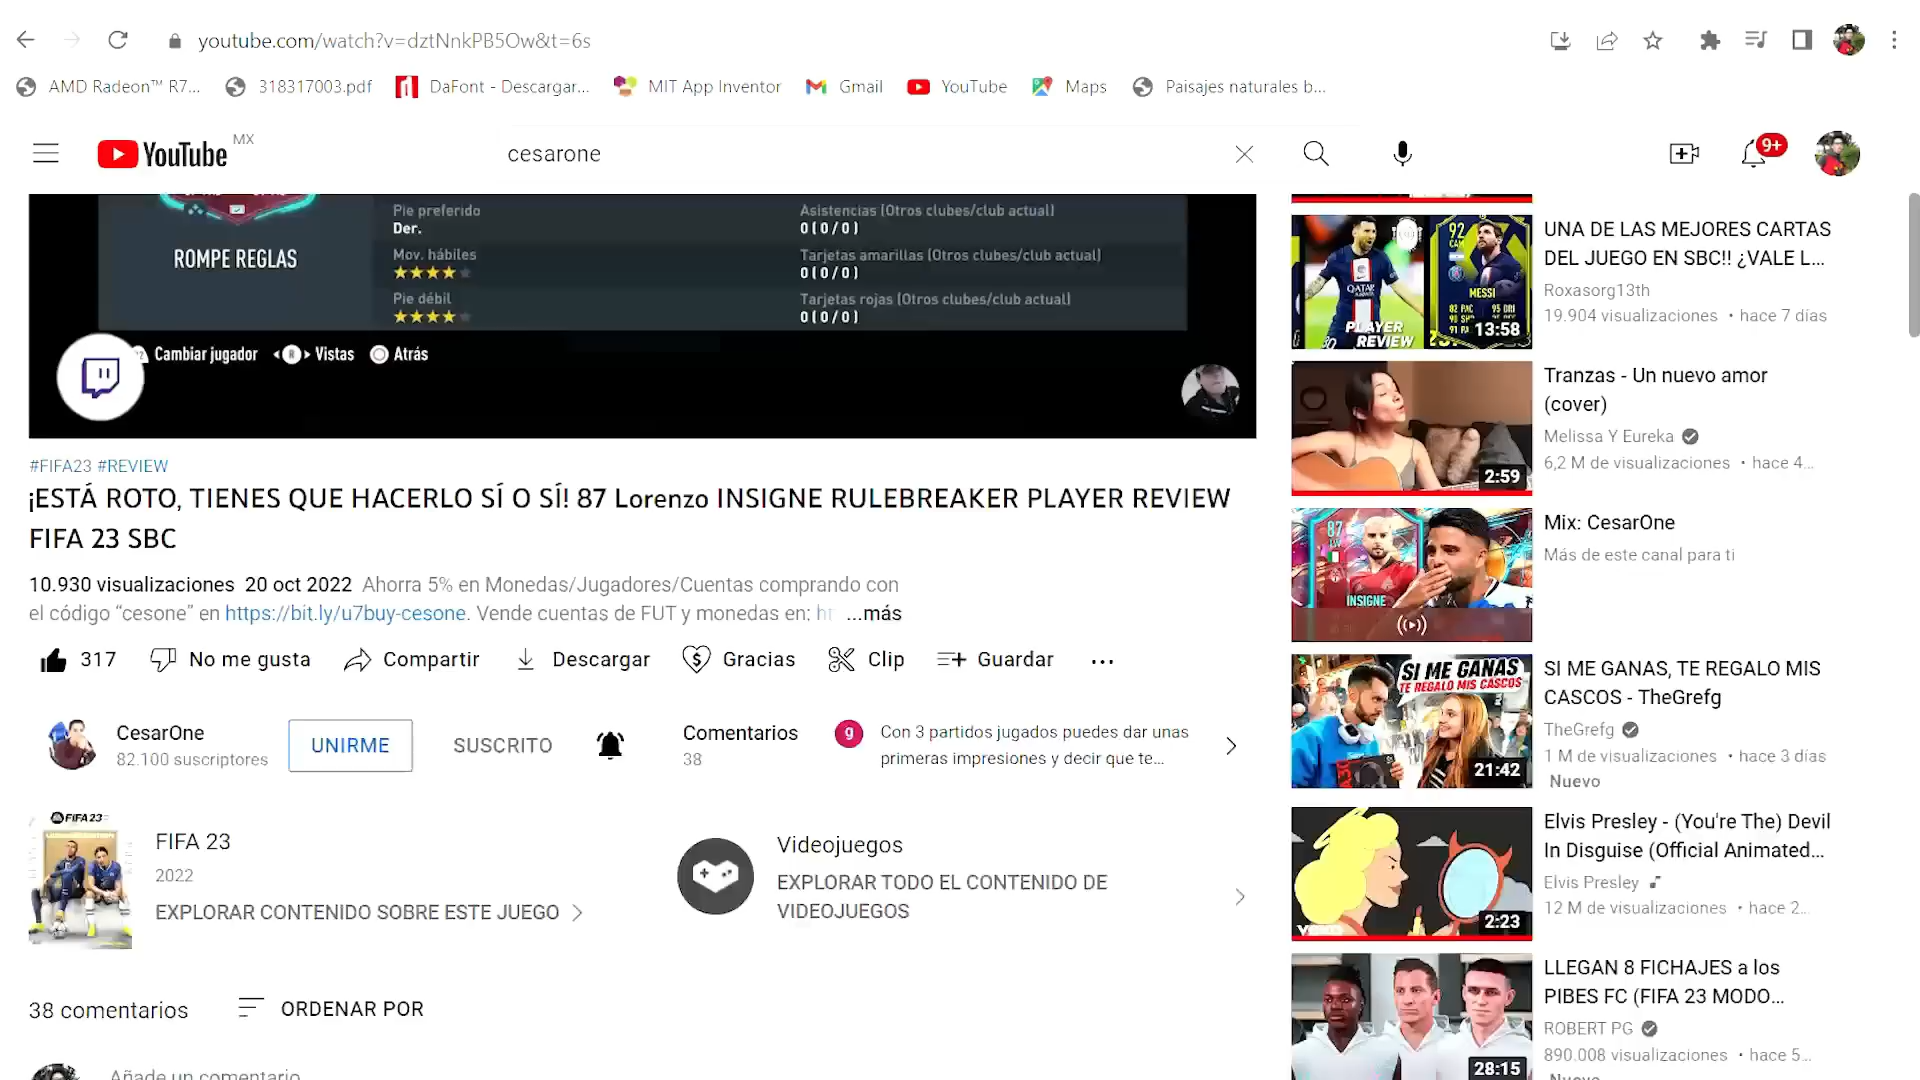 youtube.com/watch?v=dztNnkPB5Ow&t=6s
AMD Radeon™ R7...
318317003.pdf
DaFont - Descargar...
MIT App Inventor
Gmail
YouTube
Maps
Paisajes naturales b...
YouTube MX
cesarone
9+
ROMPE REGLAS
Pie preferido
Der.
Mov. hábiles
Pie débil
Asistencias (Otros clubes/club actual)
0 ( 0 / 0 )
Tarjetas amarillas (Otros clubes/club actual)
0 ( 0 / 0 )
Tarjetas rojas (Otros clubes/club actual)
0 ( 0 / 0 )
Cambiar jugador
R Vistas
Atrás
#FIFA23 #REVIEW
¡ESTÁ ROTO, TIENES QUE HACERLO SÍ O SÍ! 87 Lorenzo INSIGNE RULEBREAKER PLAYER REVIEW
FIFA 23 SBC
10.930 visualizaciones 20 oct 2022 Ahorra 5% en Monedas/Jugadores/Cuentas comprando con
el código “cesone” en https://bit.ly/u7buy-cesone. Vende cuentas de FUT y monedas en: ht ...más
317
No me gusta
Compartir
Descargar
Gracias
Clip
Guardar
CesarOne
82.100 suscriptores
UNIRME
SUSCRITO
Comentarios
38
g
Con 3 partidos jugados puedes dar unas
primeras impresiones y decir que te...
FIFA 23
FIFA 23
2022
EXPLORAR CONTENIDO SOBRE ESTE JUEGO
Videojuegos
EXPLORAR TODO EL CONTENIDO DE
VIDEOJUEGOS
38 comentarios
ORDENAR POR
Añade un comentario
92
CAM
QATAR
MESSI
82 PAC 95 DRI
PLAYER
REVIEW
13:58
UNA DE LAS MEJORES CARTAS
DEL JUEGO EN SBC!! ¿VALE L...
Roxasorg13th
19.904 visualizaciones • hace 7 días
2:59
Tranzas - Un nuevo amor
(cover)
Melissa Y Eureka
6,2 M de visualizaciones • hace 4...
87
INSIGNE
Mix: CesarOne
Más de este canal para ti
SI ME GANAS
TE REGALO MIS CASCOS
21:42
SI ME GANAS, TE REGALO MIS
CASCOS - TheGrefg
TheGrefg
1 M de visualizaciones • hace 3 días
Nuevo
vevo
2:23
Elvis Presley - (You're The) Devil
In Disguise (Official Animated...
Elvis Presley
12 M de visualizaciones • hace 2...
28:15
LLEGAN 8 FICHAJES a los
PIBES FC (FIFA 23 MODO...
ROBERT PG
890.008 visualizaciones • hace 5...
Nuevo